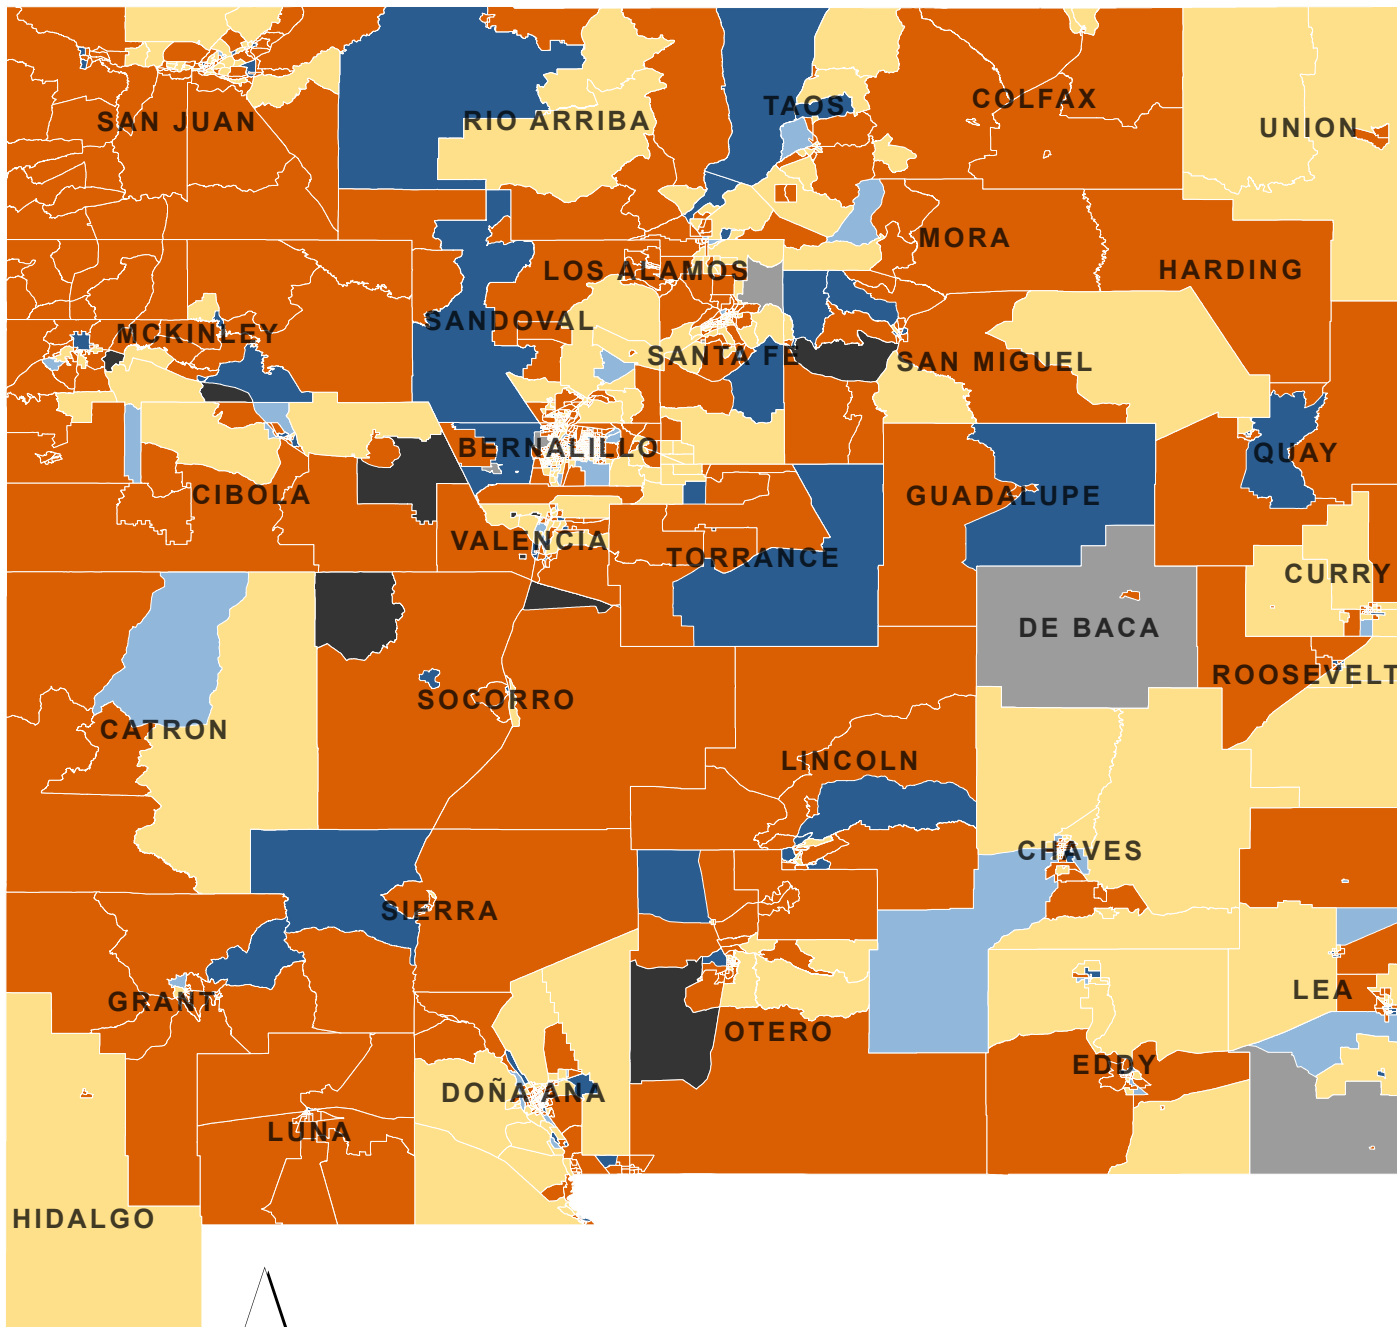 TAOS
COLFAX
SAN JUAN
RIO ARRIBA
UNION
MORA
LOS ALAMOS
HARDING
MCKINLEY
SANDOVAL
SANTA FE
SAN MIGUEL
BERNALILLO
QUAY
CIBOLA
GUADALUPE
VALENCIA
TORRANCE
CURRY
DE BACA
ROOSEVELT
SOCORRO
CATRON
LINCOLN
CHAVES
SIERRA
LEA
GRANT
OTERO
EDDY
DOÑA ANA
LUNA
HIDALGO